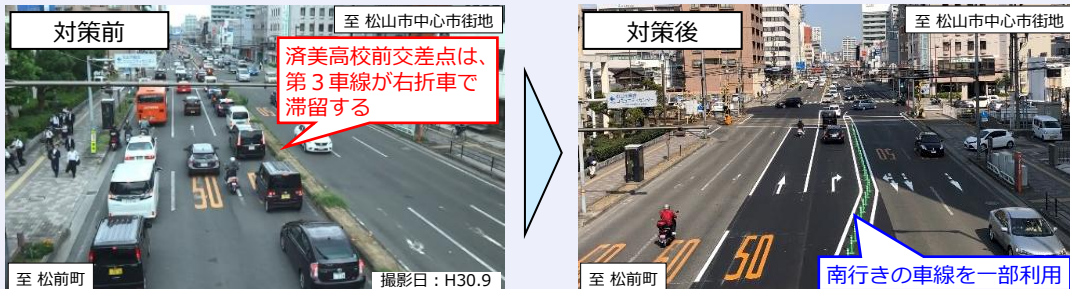 対策前
至 松山市中心市街地
済美高校前交差点は、
第３車線が右折車で
滞留する
50
至 松前町
撮影日：H30.9
対策後
至 松山市中心市街地
50
50
50
50
至 松前町
南行きの車線を一部利用